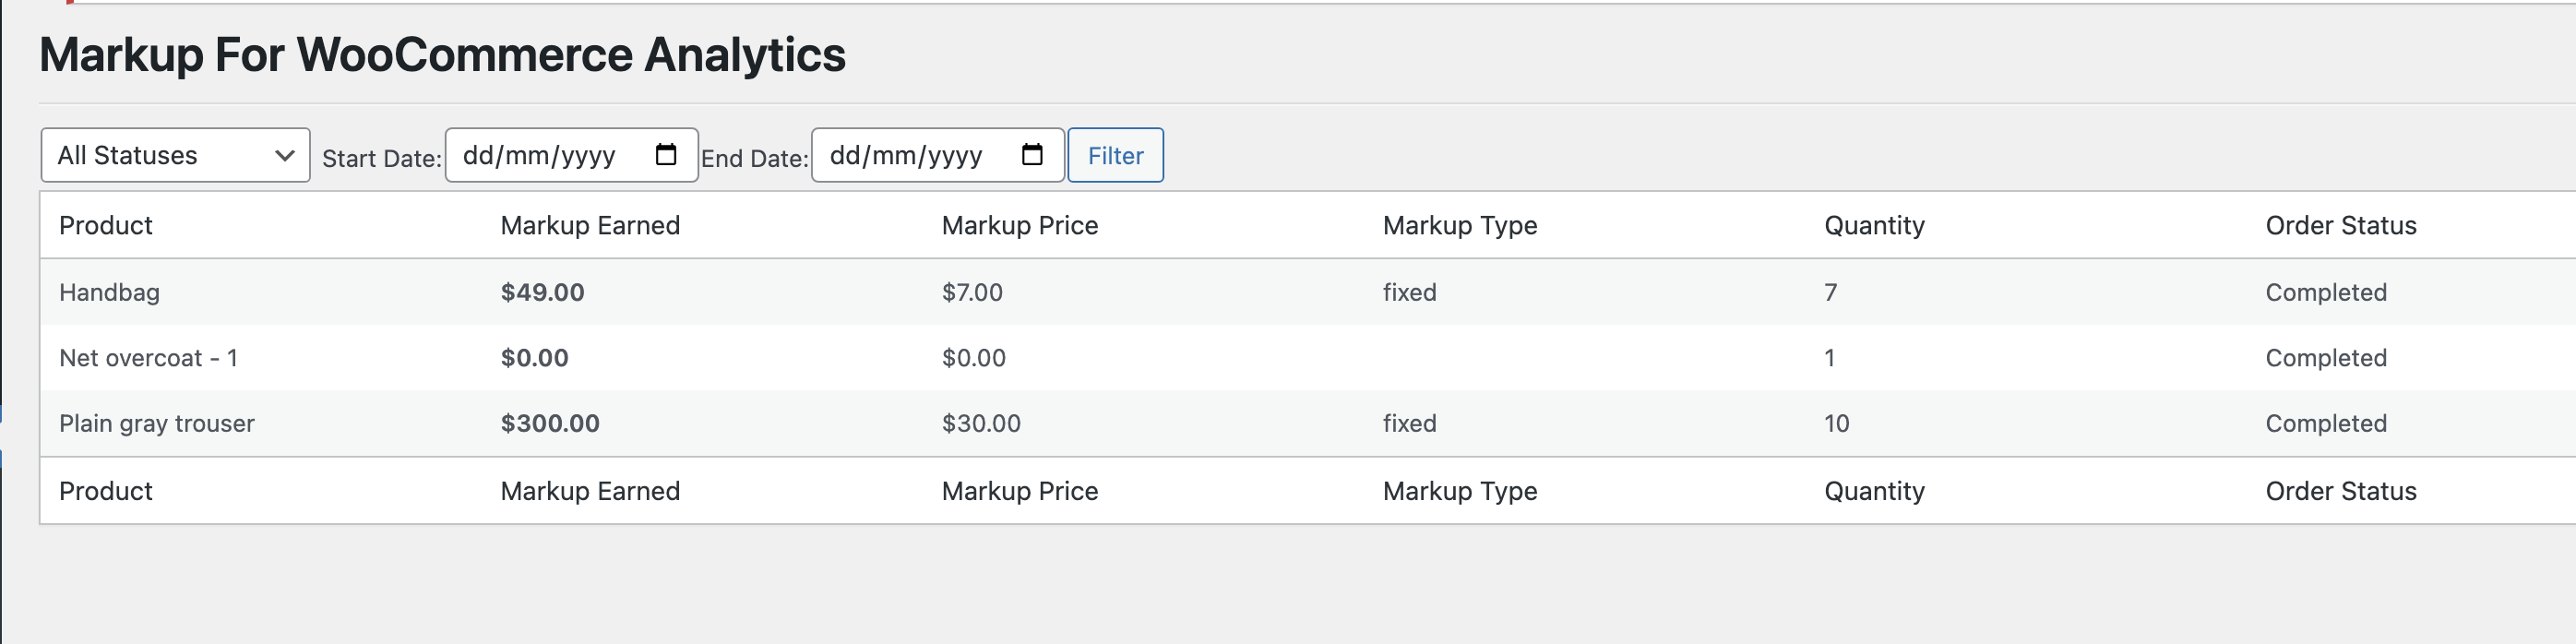 Markup For WooCommerce Analytics
All Statuses Start Date: dd/mm/yyyy End Date: dd/mm/yyyy Filter
Product Markup Earned Markup Price Markup Type Quantity Order Status
Handbag $49.00 $7.00 fixed 7 Completed
Net overcoat - 1 $0.00 $0.00 1 Completed
Plain gray trouser $300.00 $30.00 fixed 10 Completed
Product Markup Earned Markup Price Markup Type Quantity Order Status